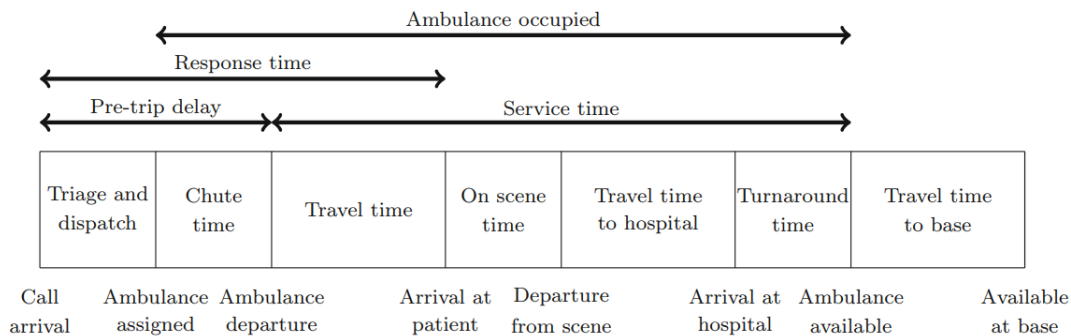 Ambulance occupied
Response time
Pre-trip delay
Service time
Triage and
dispatch
Chute
time
Travel time
On scene
time
Travel time
to hospital
Turnaround
time
Travel time
to base
Call
arrival
Ambulance
assigned
Ambulance
departure
Arrival at
patient
Departure
from scene
Arrival at
hospital
Ambulance
available
Available
at base